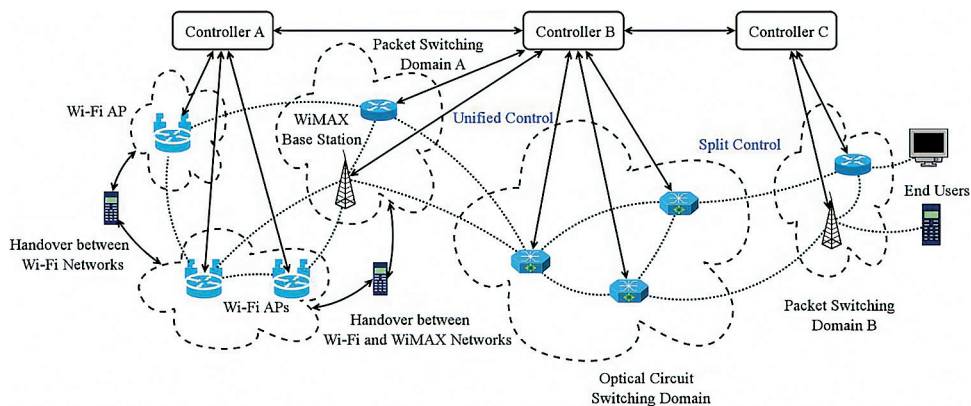 Controller A
Controller B
Controller C
Packet Switching
Domain A
Wi-Fi AP
WiMAX
Base Station
Unified Control
Split Control
End Users
Handover between
Wi-Fi Networks
Wi-Fi APs
Handover between
Wi-Fi and WiMAX Networks
Packet Switching
Domain B
Optical Circuit
Switching Domain